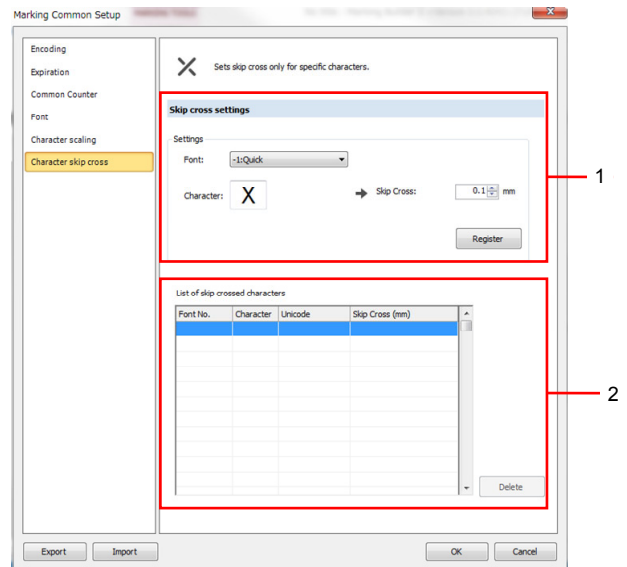 Marking Common Setup
Encoding
Expiration
Common Counter
Font
Character scaling
Character skip cross
Sets skip cross only for specific characters.
Skip cross settings
Settings
Font: -1:Quick
Character: X Skip Cross: 0.1 mm
Register
1
List of skip crossed characters
Font No. Character Unicode Skip Cross (mm)
2
Delete
Export Import OK Cancel